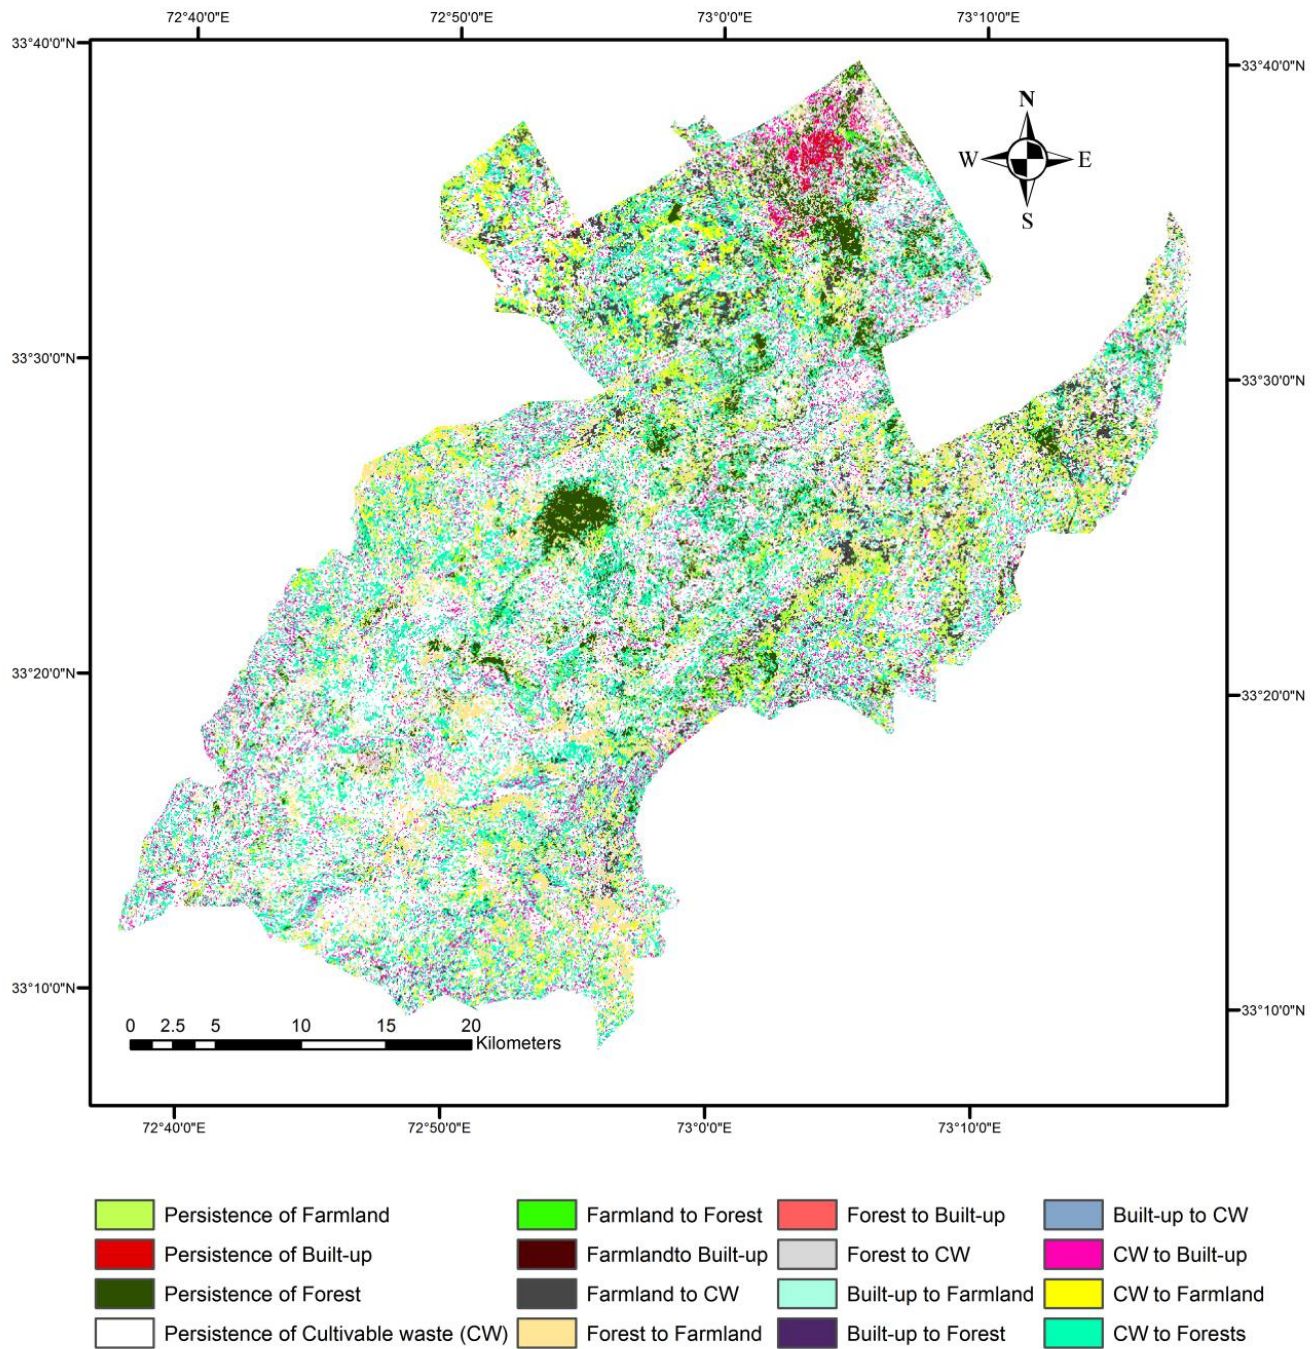 72°40'0"E 72°50'0"E 73°0'0"E 73°10'0"E
33°40'0"N 33°40'0"N
N
W E
S
33°30'0"N 33°30'0"N
33°20'0"N 33°20'0"N
33°10'0"N 33°10'0"N
0 2.5 5 10 15 20
Kilometers
72°40'0"E 72°50'0"E 73°0'0"E 73°10'0"E
Persistence of Farmland Farmland to Forest Forest to Built-up Built-up to CW
Persistence of Built-up Farmlandto Built-up Forest to CW CW to Built-up
Persistence of Forest Farmland to CW Built-up to Farmland CW to Farmland
Persistence of Cultivable waste (CW) Forest to Farmland Built-up to Forest CW to Forests